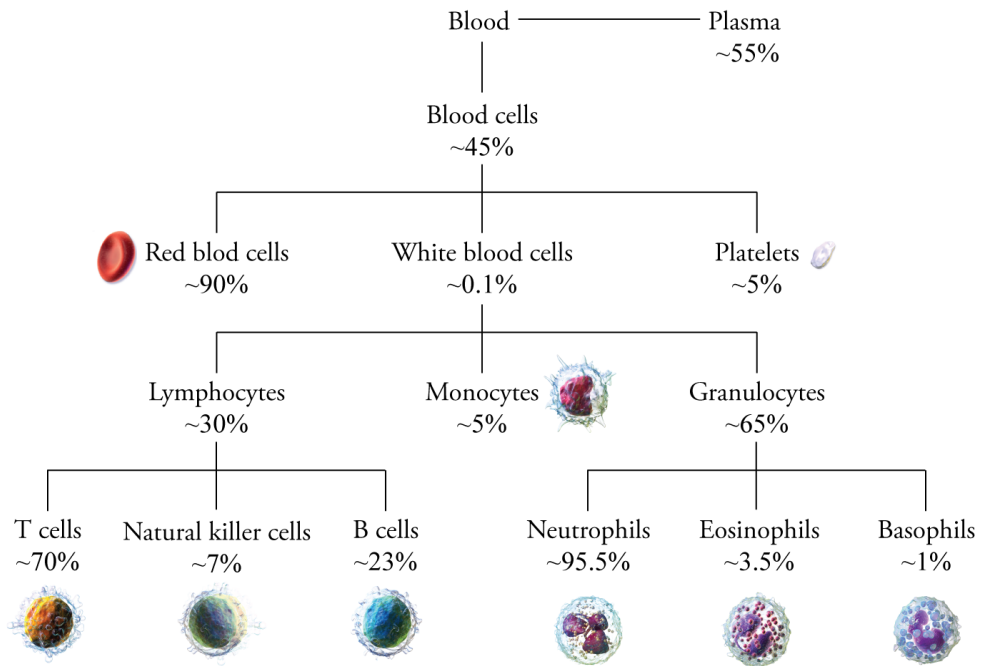 Blood
Plasma
~55%
Blood cells
~45%
Red blod cells
~90%
White blood cells
~0.1%
Platelets
~5%
Lymphocytes
~30%
Monocytes
~5%
Granulocytes
~65%
T cells
~70%
Natural killer cells
~7%
B cells
~23%
Neutrophils
~95.5%
Eosinophils
~3.5%
Basophils
~1%